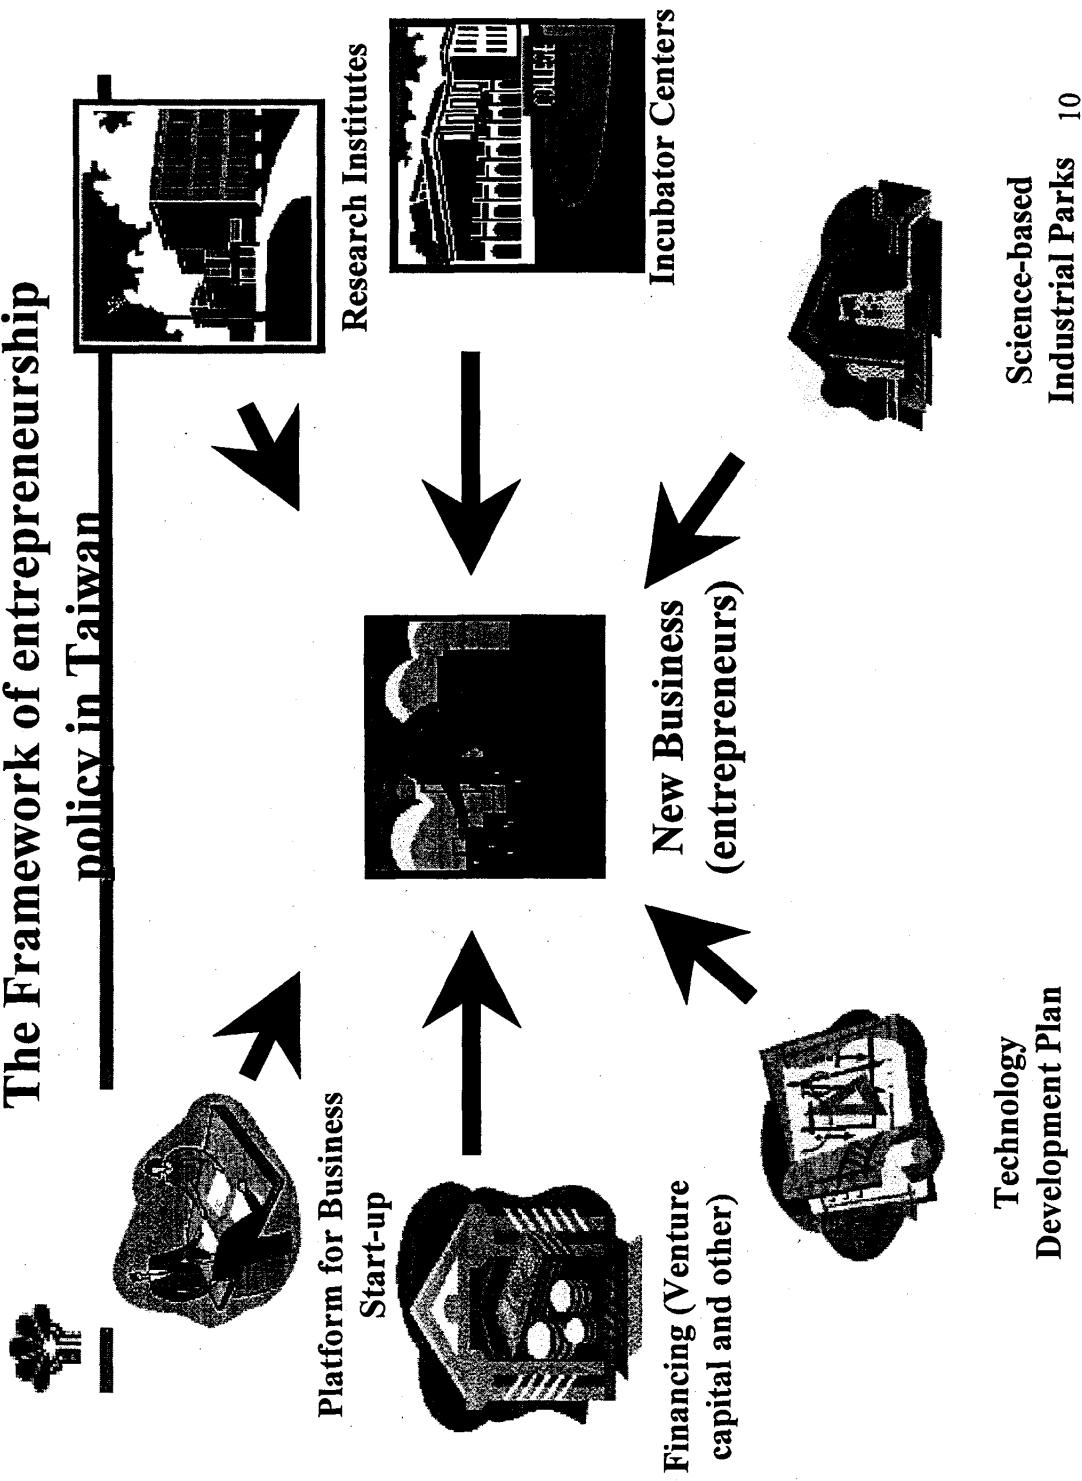 The Framework of entrepreneurship
policy in Taiwan
Platform for Business
Start-up
Research Institutes
Financing (Venture
capital and other)
COLLEGE
Incubator Centers
New Business
(entrepreneurs)
Technology
Development Plan
Science-based
Industrial Parks
10